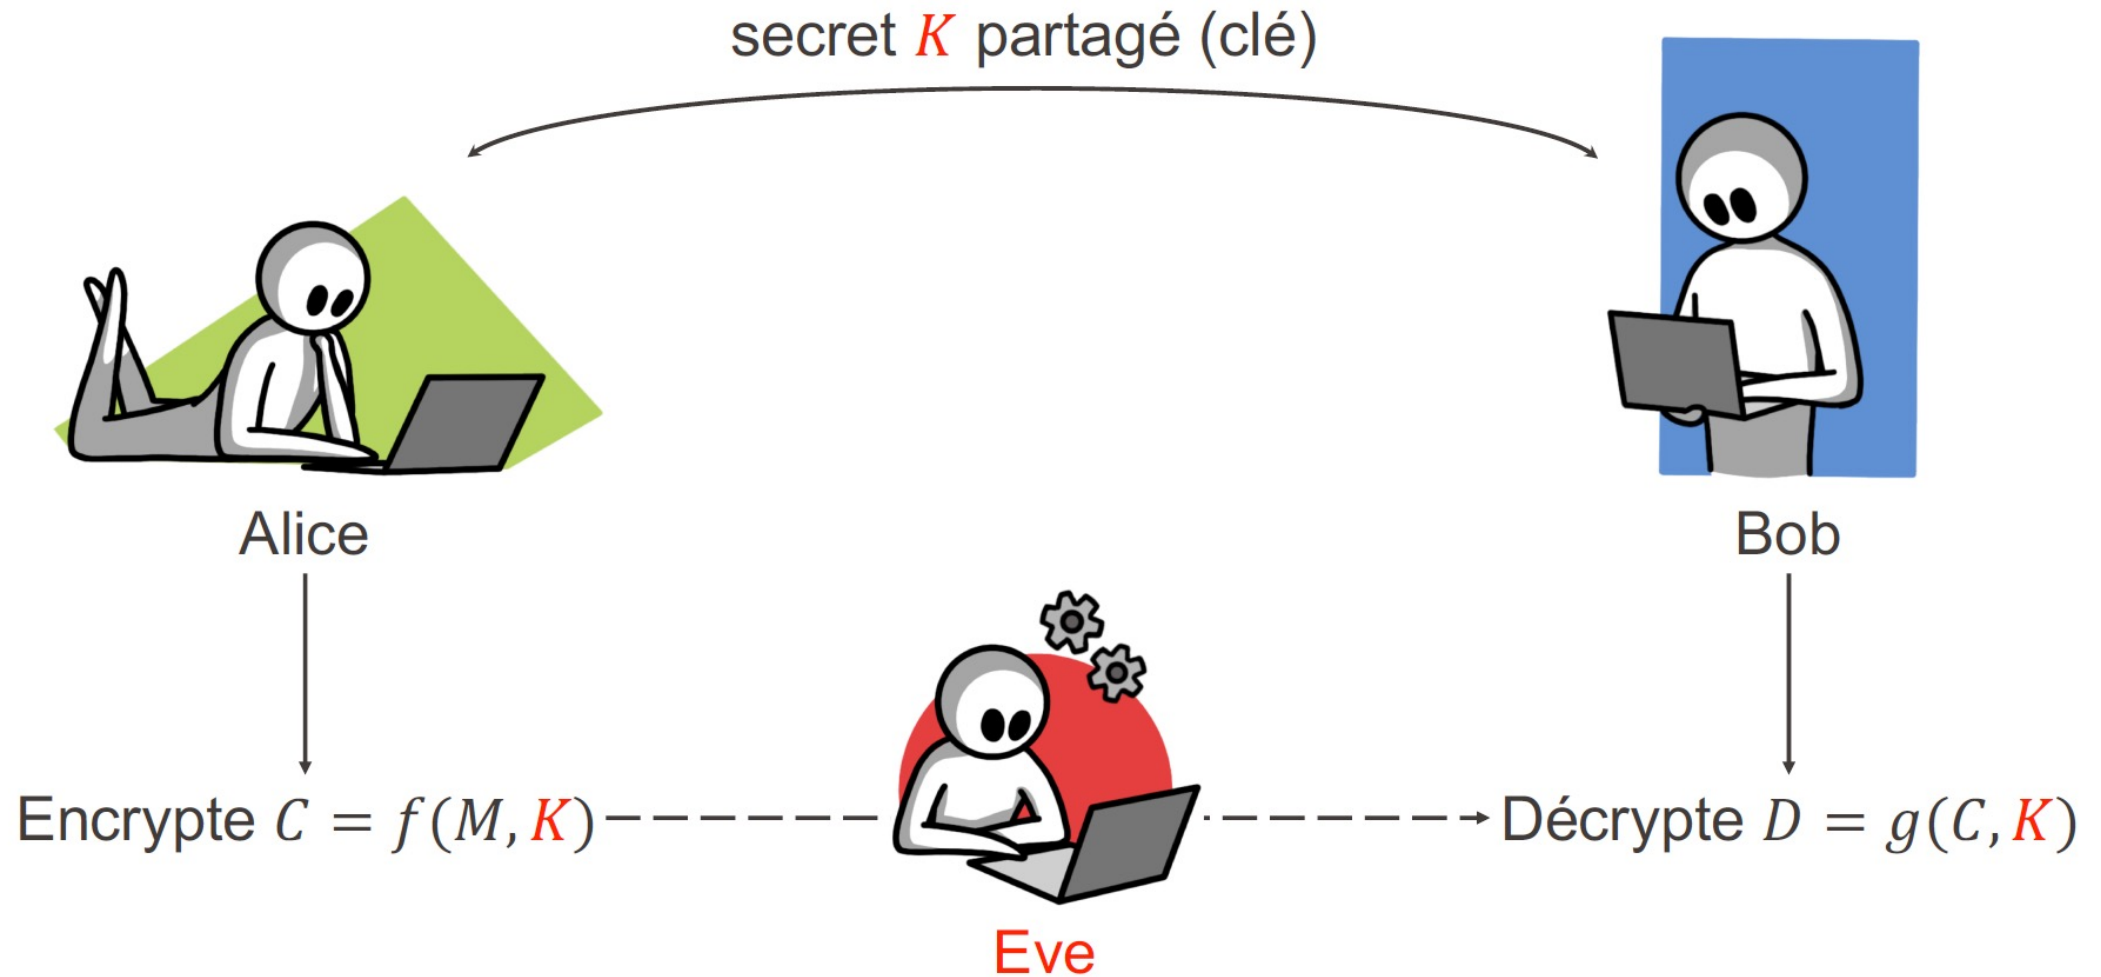 secret K partagé (clé)
Alice
Bob
Encrypte C = f(M, K)
Décrypte D = g(C, K)
Eve